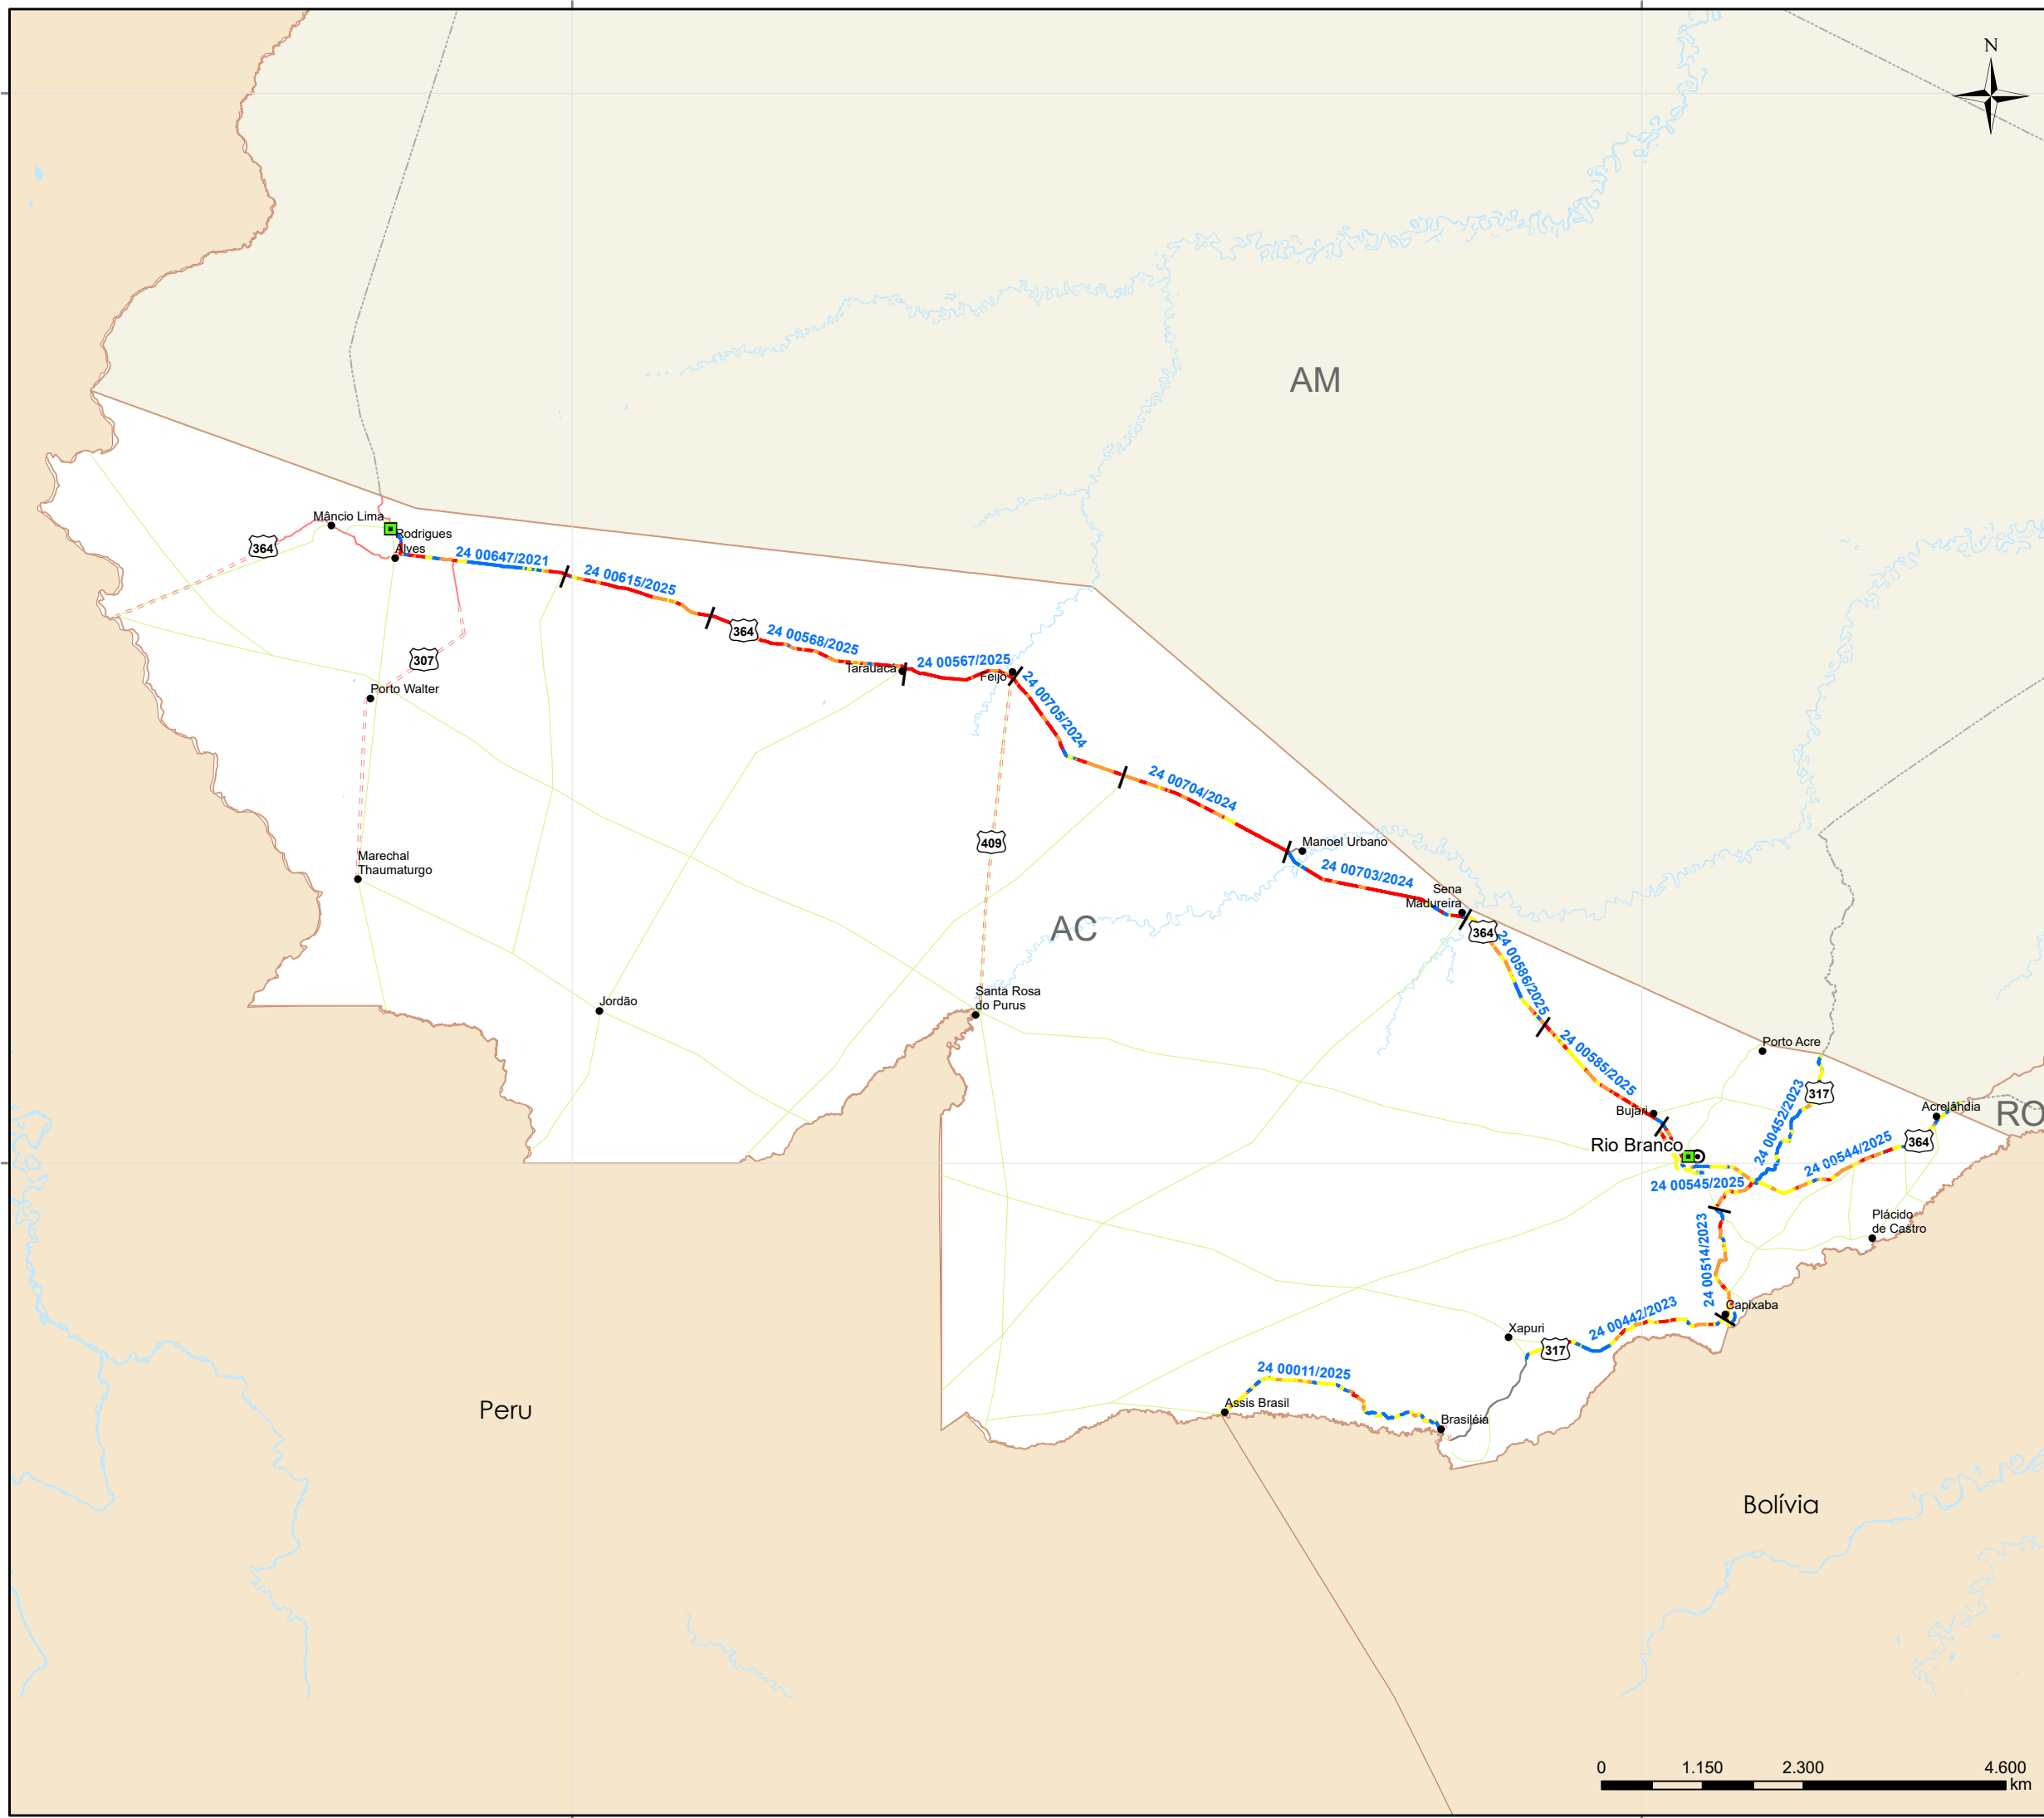 N
AM
Mâncio Lima
Rodrigues
Alves
364
24 00647/2021
24 00615/2025
364
24 00568/2025
307
Tarauacá
24 00567/2025
Feijó
24 00705/2024
Porto Walter
24 00704/2024
409
Manoel Urbano
Marechal
Thaumaturgo
24 00703/2024
Sena
Madureira
364
AC
24 00586/2025
Jordão
Santa Rosa
do Purus
24 00585/2025
Porto Acre
317
24 00452/2023
Bujari
Acrelândia
RO
364
Rio Branco
24 00544/2025
24 00545/2025
Plácido
de Castro
24 00514/2023
Capixaba
24 00442/2023
Xapuri
317
24 00011/2025
Assis Brasil
Brasiléia
Peru
Bolívia
0 1.150 2.300 4.600
km